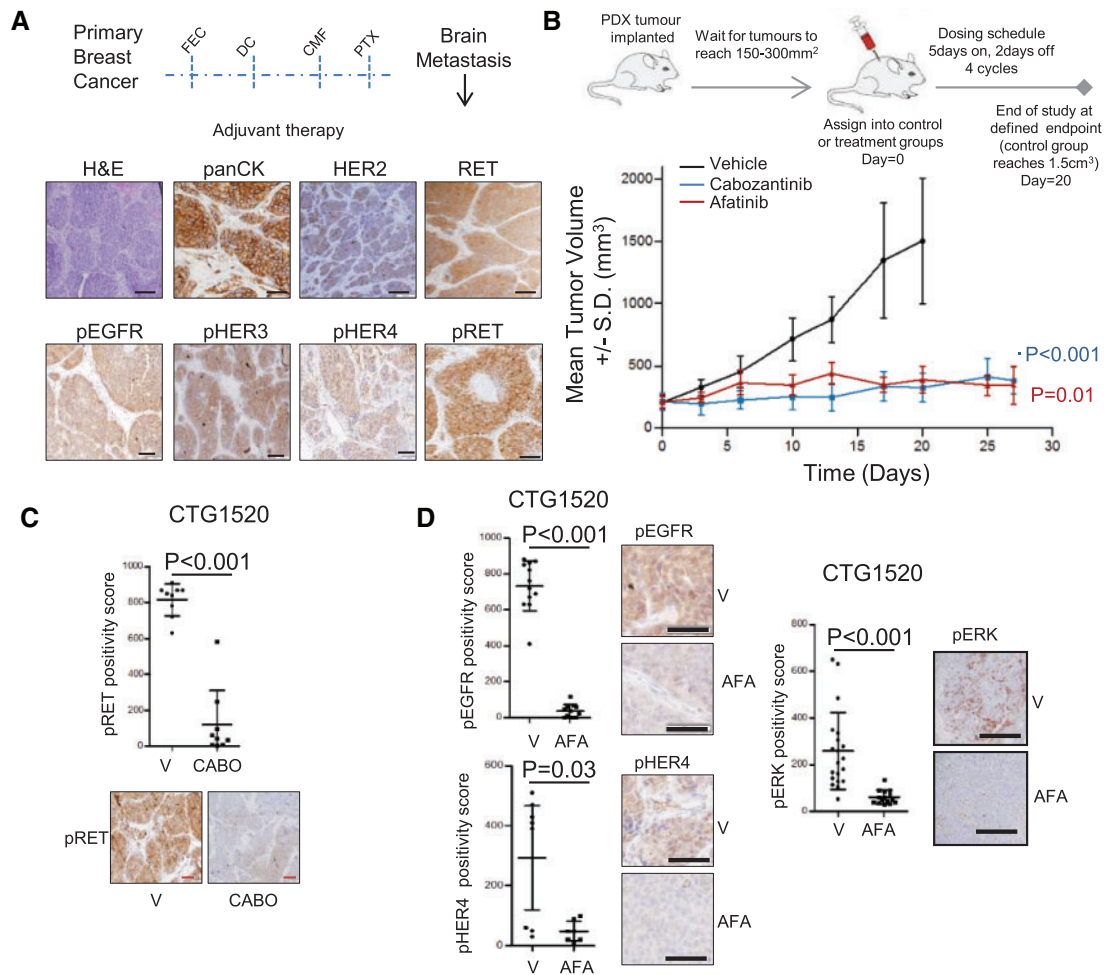 A
Primary
Breast
Cancer
FEC
DC
CMF
PTX
Brain
Metastasis
Adjuvant therapy
H&E
panCK
HER2
RET
pEGFR
pHER3
pHER4
pRET
B
PDX tumour
implanted
Wait for tumours to
reach 150-300mm²
Dosing schedule
5days on, 2days off
4 cycles
Assign into control
or treatment groups
Day=0
End of study at
defined endpoint
(control group
reaches 1.5cm³)
Day=20
Vehicle
Cabozantinib
Afatinib
Mean Tumor Volume
+/- S.D. (mm³)
2000
1500
1000
500
0
P<0.001
P=0.01
0 5 10 15 20 25 30
Time (Days)
C
CTG1520
P<0.001
pRET positivity score
1000
800
600
400
200
0
V CABO
pRET
V CABO
D
CTG1520
P<0.001
pEGFR positivity score
1000
800
600
400
200
0
V AFA
pEGFR
V
AFA
P=0.03
pHER4 positivity score
600
400
200
0
V AFA
pHER4
V
AFA
CTG1520
P<0.001
pERK positivity score
800
600
400
200
0
V AFA
pERK
V
AFA